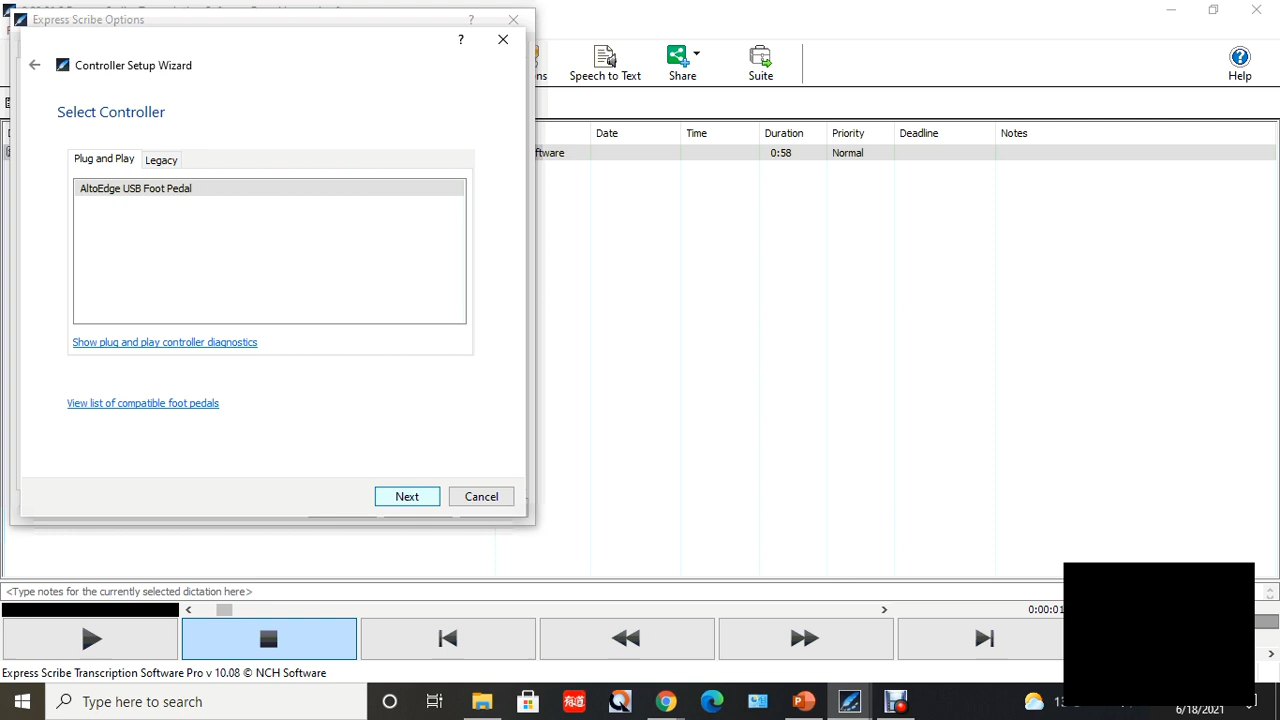 Express Scribe Options
?
?
Controller Setup Wizard
Select Controller
Plug and Play
Legacy
AltoEdge USB Foot Pedal
Show plug and play controller diagnostics
View list of compatible foot pedals
Next
Cancel
Speech to Text
Share
Suite
Help
Date
Time
Duration
Priority
Deadline
Notes
0:58
Normal
<Type notes for the currently selected dictation here>
Express Scribe Transcription Software Pro v 10.08 © NCH Software
Type here to search
有道
6/18/2021